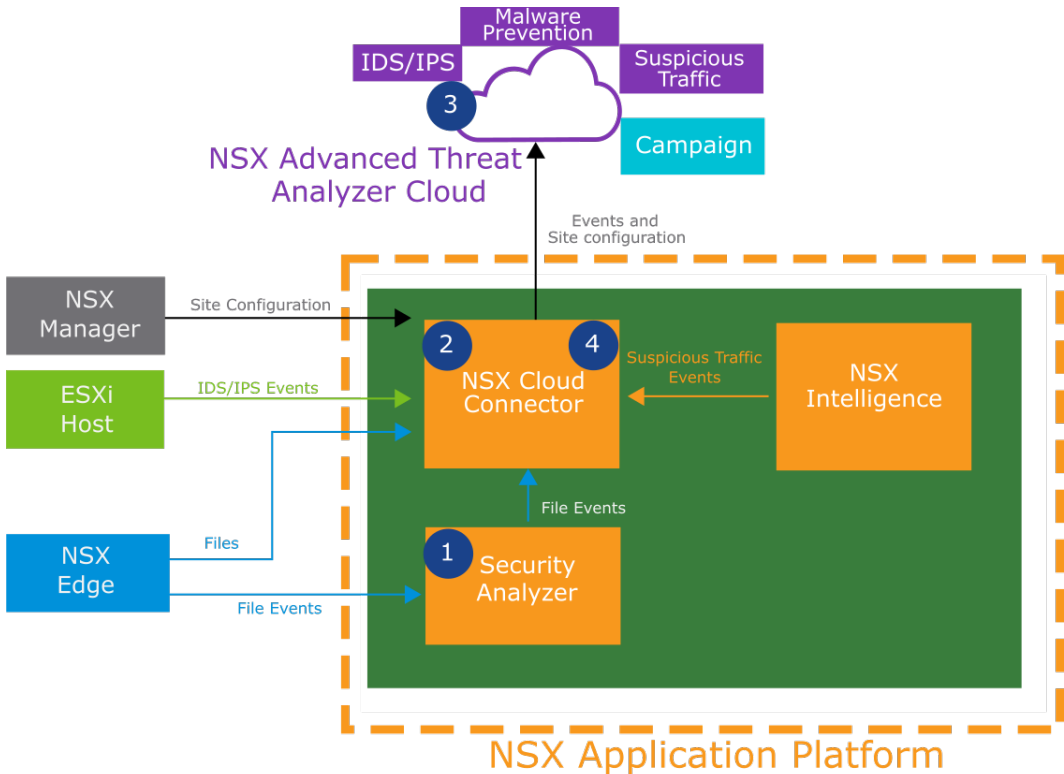 Malware
Prevention
IDS/IPS
Suspicious
Traffic
3
Campaign
NSX Advanced Threat
Analyzer Cloud
Events and
Site configuration
NSX
Manager
Site Configuration
2
4
NSX Cloud
Connector
Suspicious Traffic
Events
NSX
Intelligence
ESXi
Host
IDS/IPS Events
File Events
NSX
Edge
Files
File Events
1
Security
Analyzer
NSX Application Platform